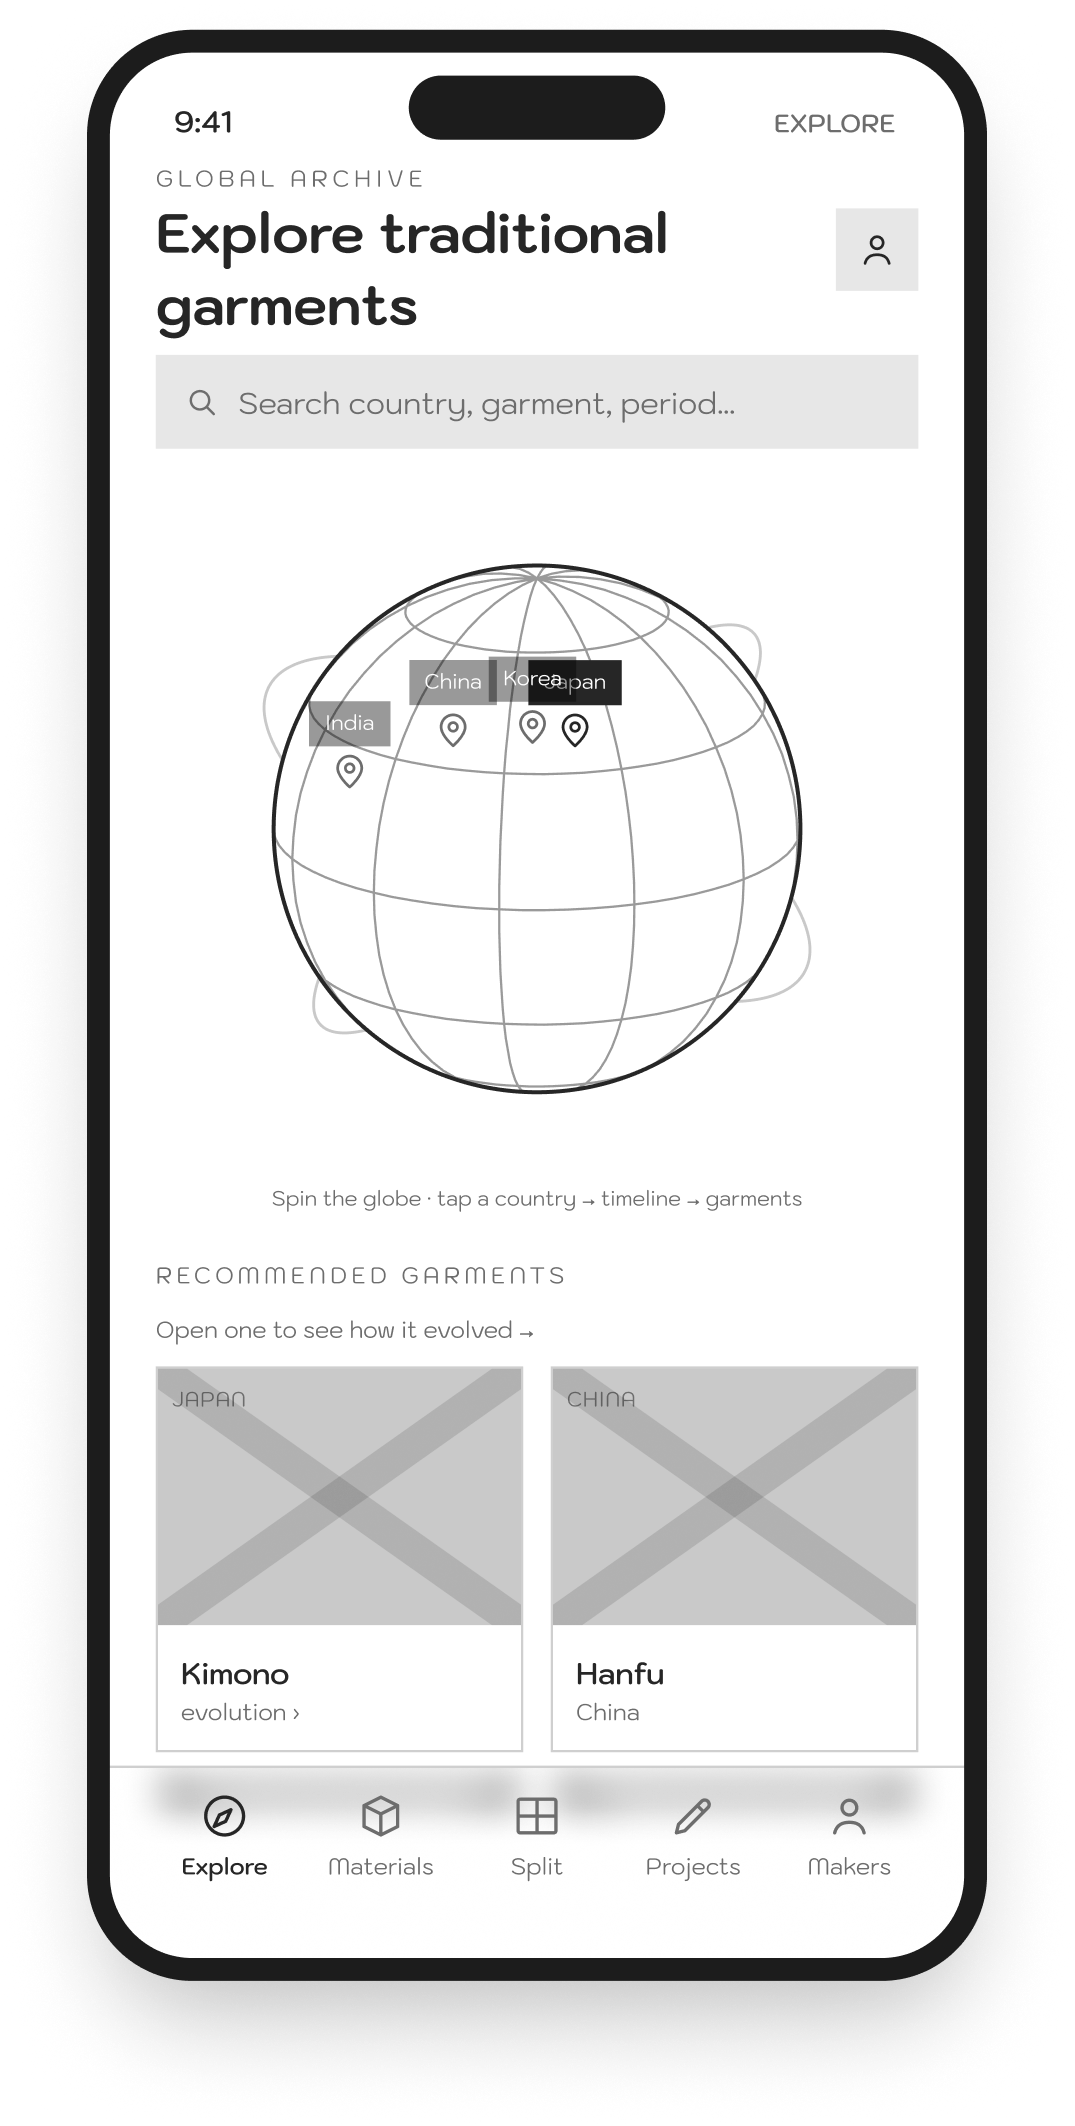 9:41
EXPLORE
GLOBAL ARCHIVE
Explore traditional
garments
Search country, garment, period...
China
Korea
Japan
India
Spin the globe · tap a country → timeline → garments
RECOMMENDED GARMENTS
Open one to see how it evolved →
JAPAN
CHINA
Kimono
evolution ›
Hanfu
China
Explore
Materials
Split
Projects
Makers